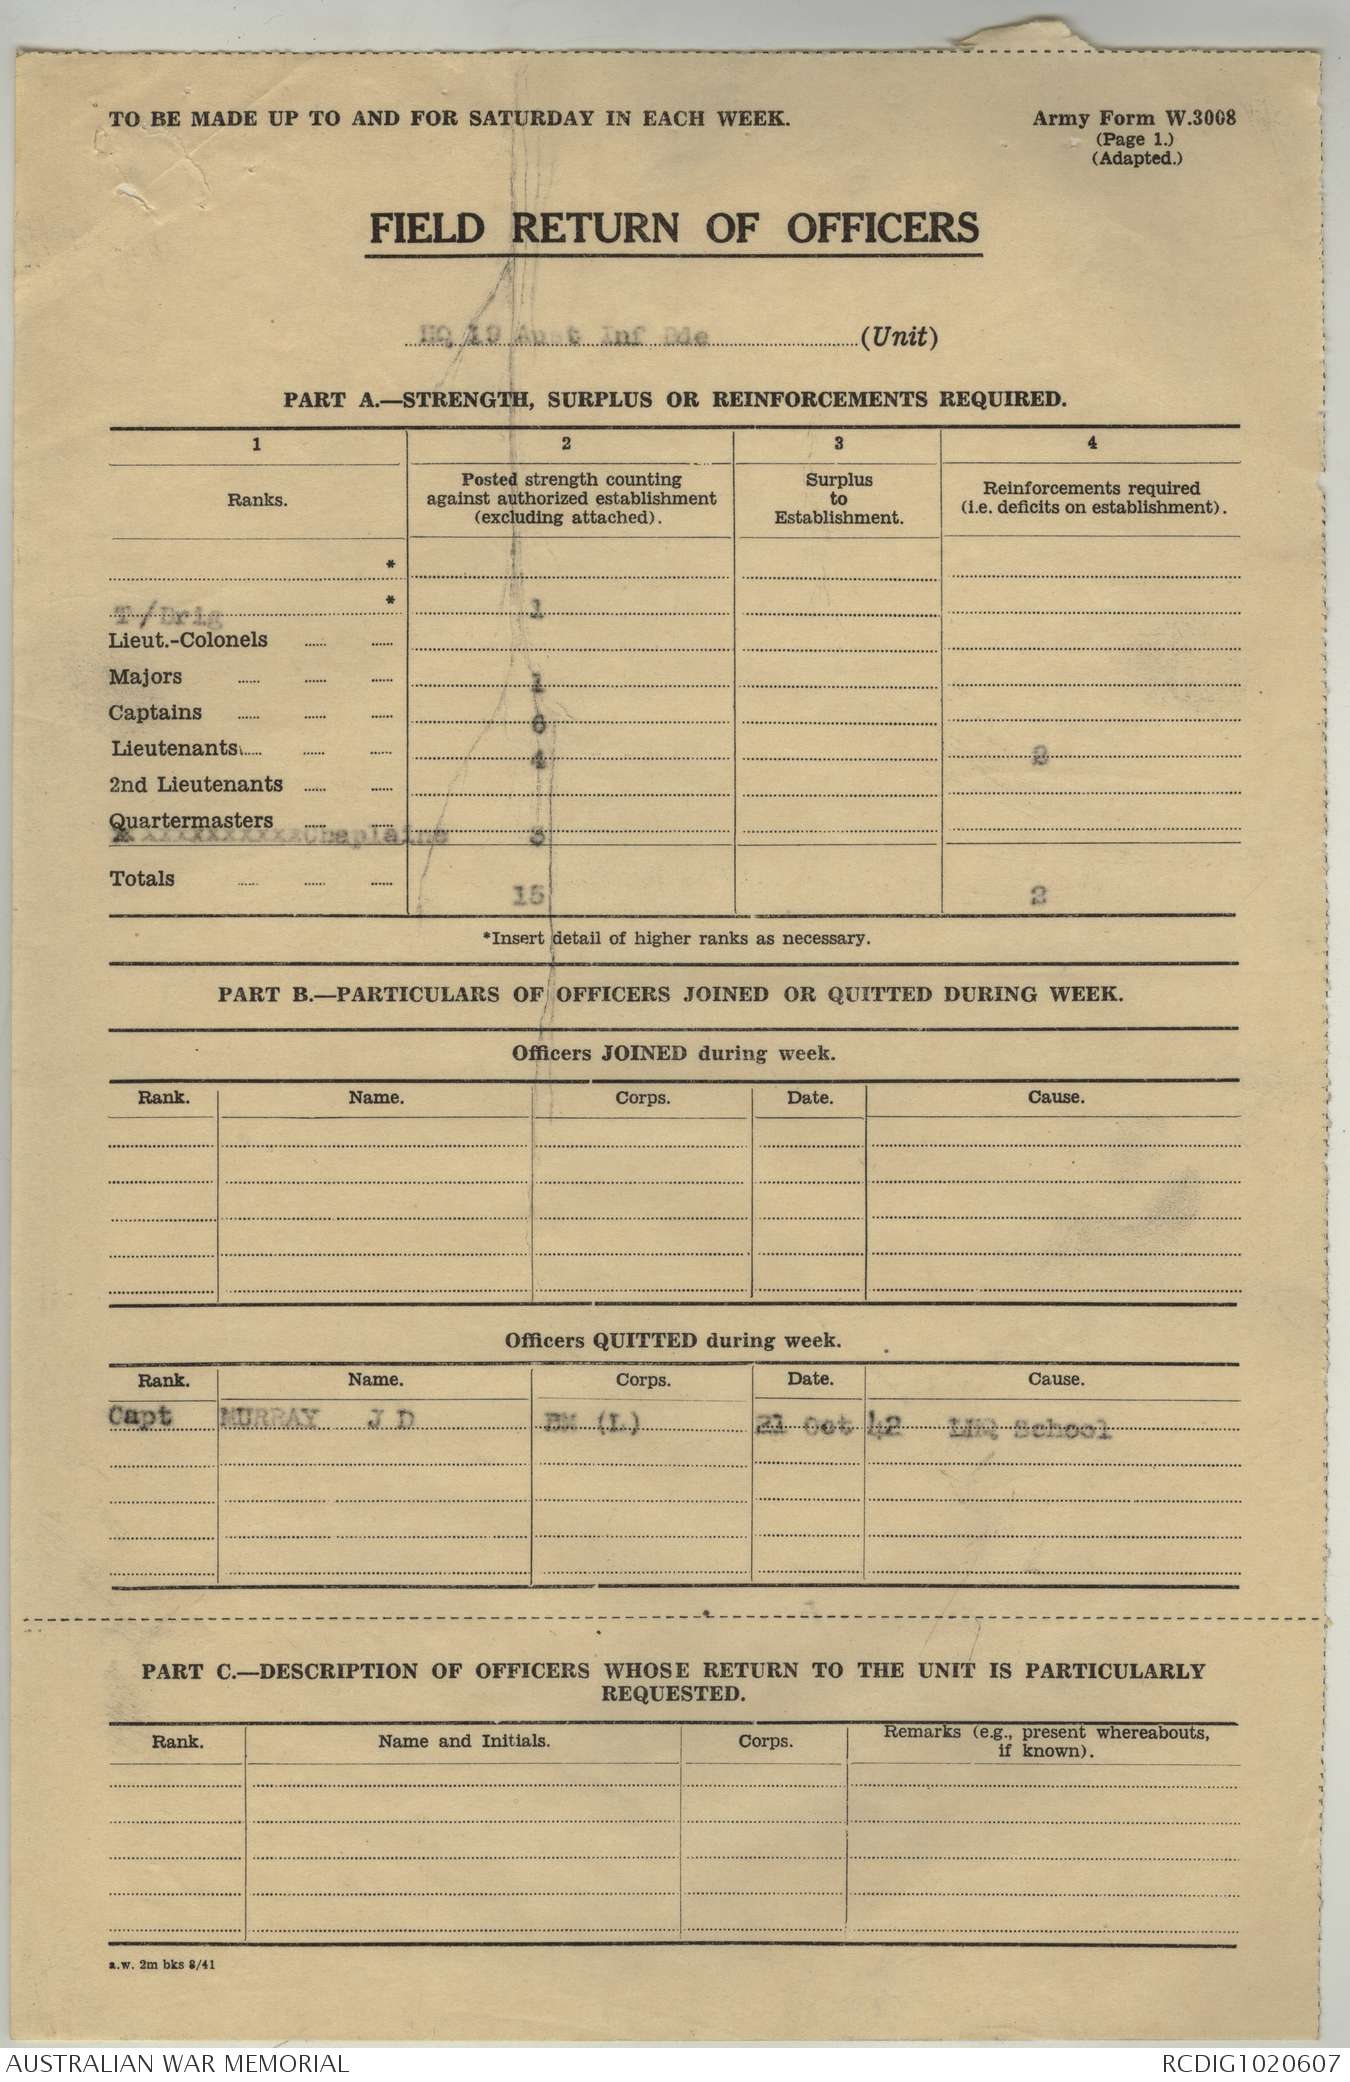 TO BE MADE UP TO AND FOR SATURDAY IN EACH WEEK.
Army Form W.3008
(Page 1.)
(Adapted.)
FIELD RETURN OF OFFICERS
HQ 19 Aust Inf Bde (Unit)
PART A.—STRENGTH, SURPLUS OR REINFORCEMENTS REQUIRED.
1 2 3 4
Ranks.
Posted strength counting
against authorized establishment
(excluding attached).
Surplus
to
Establishment.
Reinforcements required
(i.e. deficits on establishment).
*
T/Brig * 1
Lieut.-Colonels
Majors 1
Captains 6
Lieutenants 4 2
2nd Lieutenants
Quartermasters
xxxxxxxxxxxChaplains 3
Totals 15 2
*Insert detail of higher ranks as necessary.
PART B.—PARTICULARS OF OFFICERS JOINED OR QUITTED DURING WEEK.
Officers JOINED during week.
Rank. Name. Corps. Date. Cause.
Officers QUITTED during week.
Rank. Name. Corps. Date. Cause.
Capt MURRAY J D BM (L) 21 Oct 42 LHQ School
PART C.—DESCRIPTION OF OFFICERS WHOSE RETURN TO THE UNIT IS PARTICULARLY
REQUESTED.
Rank. Name and Initials. Corps. Remarks (e.g., present whereabouts,
if known).
a.w. 2m bks 8/41
AUSTRALIAN WAR MEMORIAL
RCDIG1020607